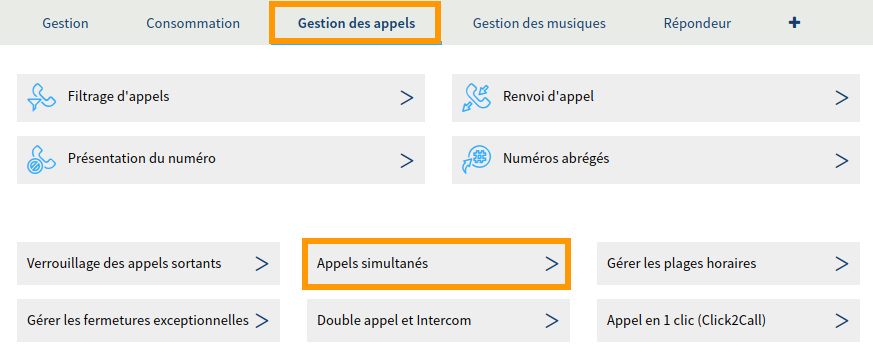 Gestion Consommation Gestion des appels Gestion des musiques Répondeur +
Filtrage d'appels Renvoi d'appel
Présentation du numéro Numéros abrégés
Verrouillage des appels sortants Appels simultanés Gérer les plages horaires
Gérer les fermetures exceptionnelles Double appel et Intercom Appel en 1 clic (Click2Call)